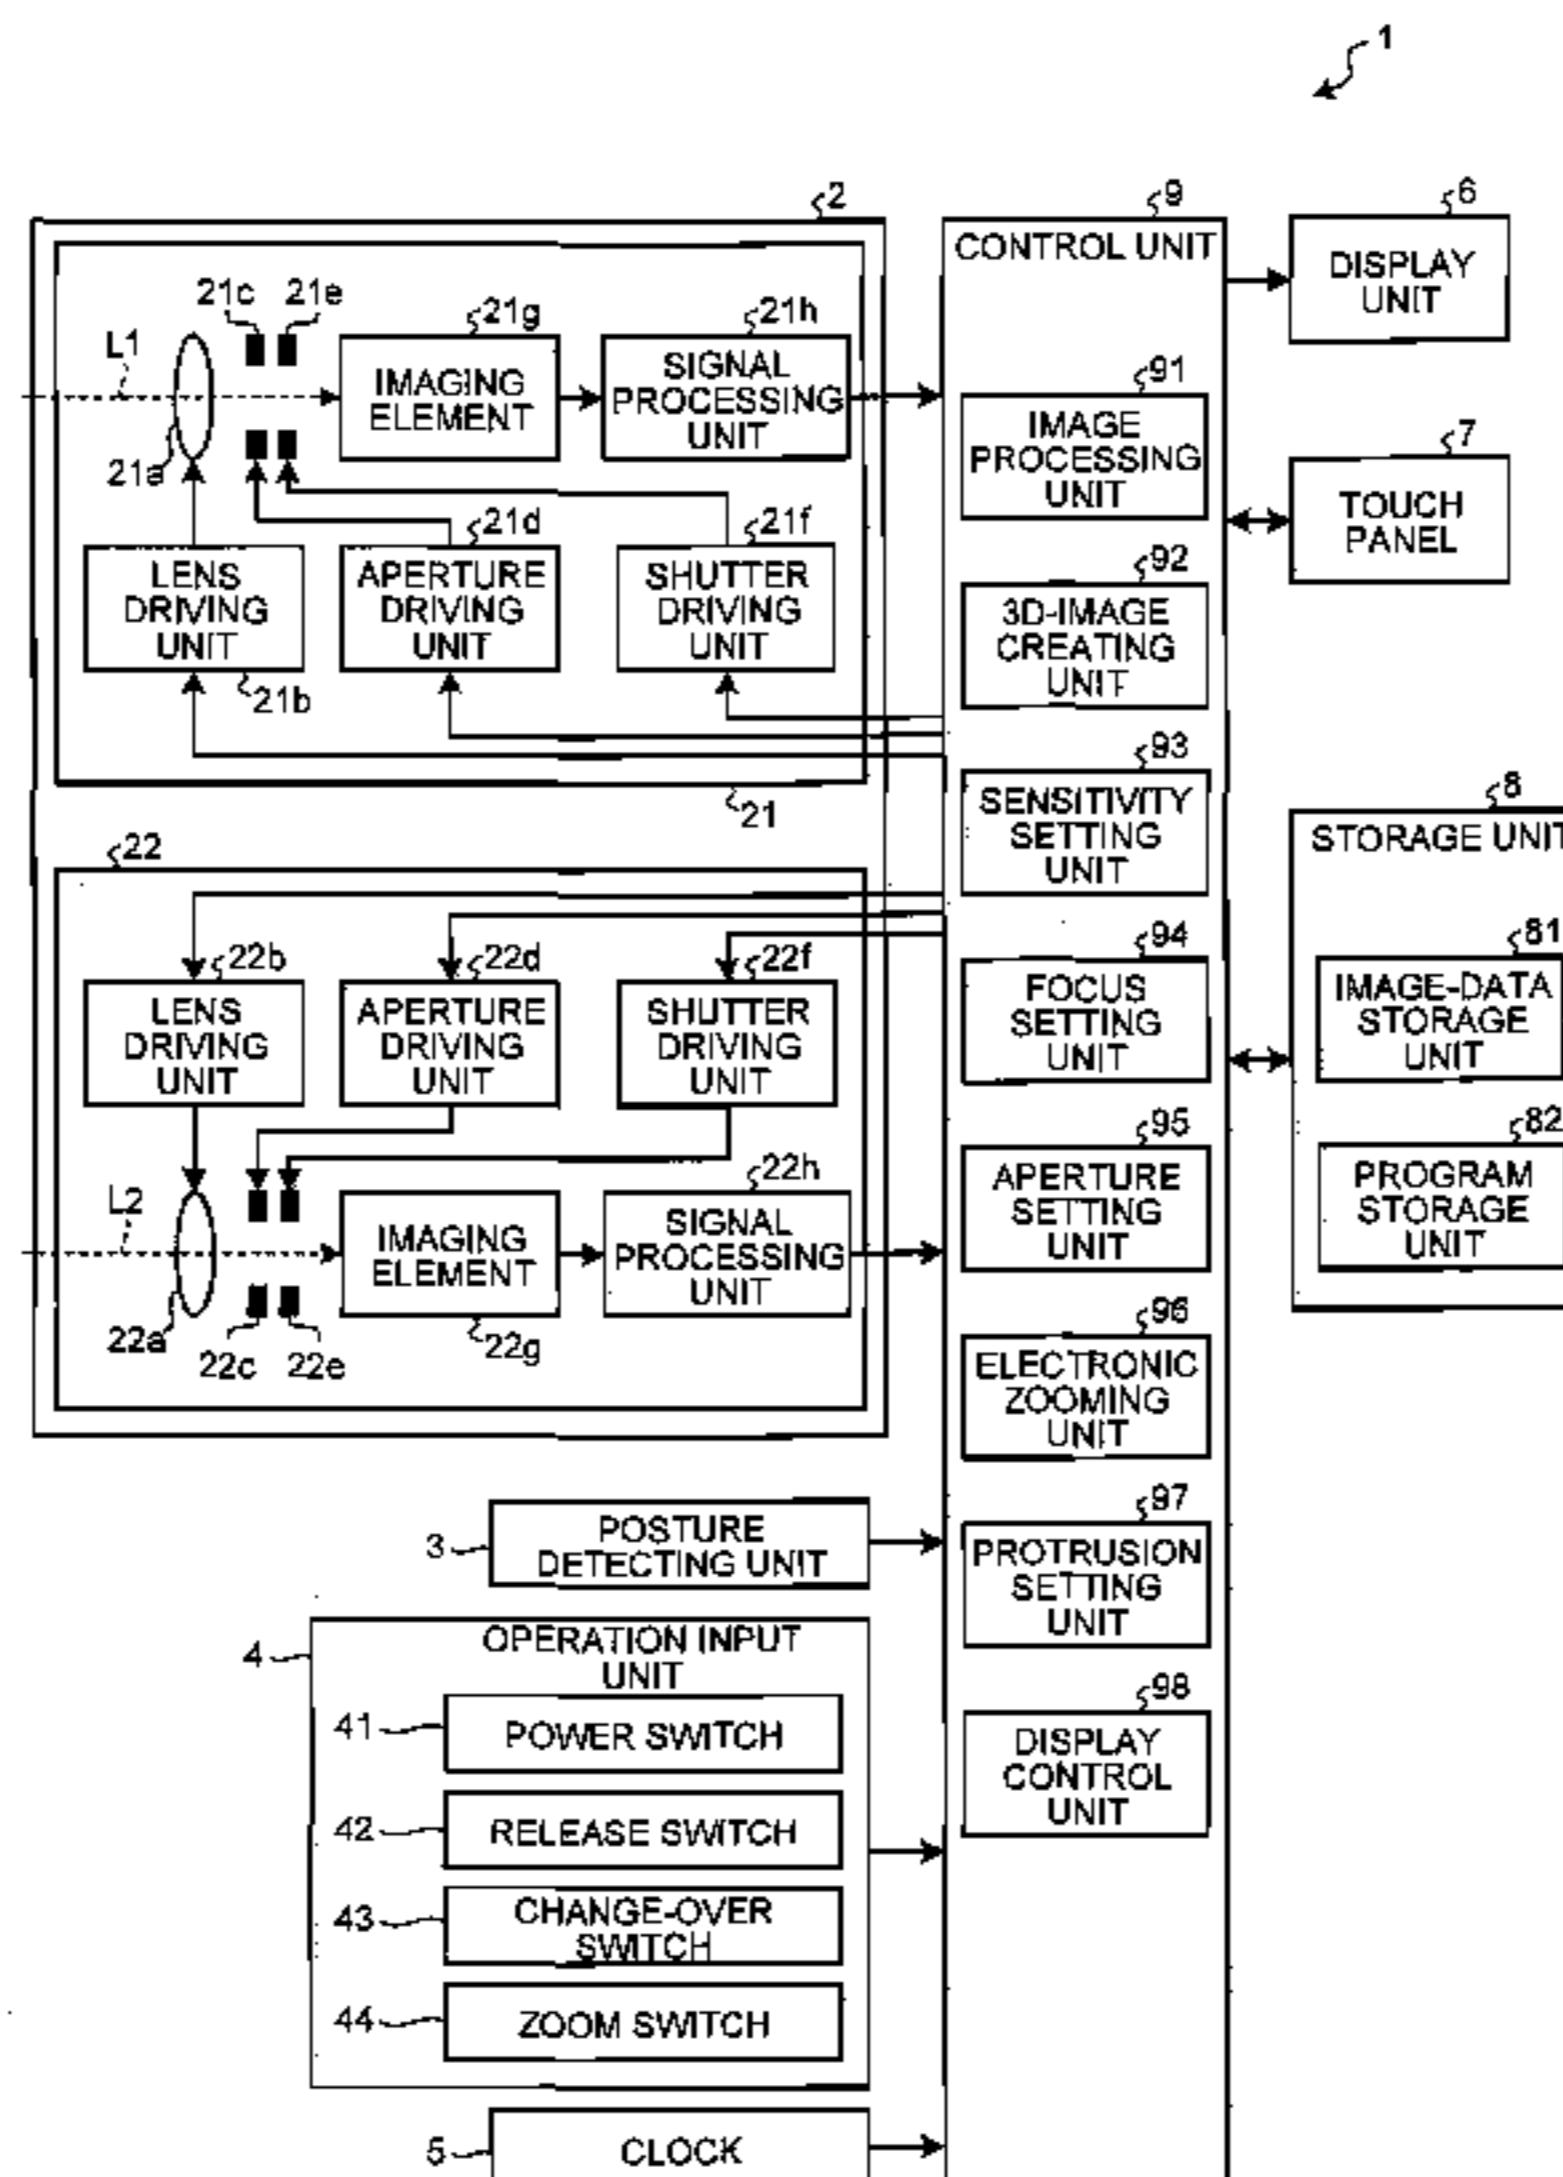 1
2
21c 21e
21g
21h
L1
IMAGING
ELEMENT
SIGNAL
PROCESSING
UNIT
21a
21d
21f
LENS
DRIVING
UNIT
APERTURE
DRIVING
UNIT
SHUTTER
DRIVING
UNIT
21b
21
22
22b
22d
22f
LENS
DRIVING
UNIT
APERTURE
DRIVING
UNIT
SHUTTER
DRIVING
UNIT
22h
L2
IMAGING
ELEMENT
SIGNAL
PROCESSING
UNIT
22a
22c 22e
22g
3
POSTURE
DETECTING UNIT
4
OPERATION INPUT
UNIT
41
POWER SWITCH
42
RELEASE SWITCH
43
CHANGE-OVER
SWITCH
44
ZOOM SWITCH
5
CLOCK
9
CONTROL UNIT
91
IMAGE
PROCESSING
UNIT
92
3D-IMAGE
CREATING
UNIT
93
SENSITIVITY
SETTING
UNIT
94
FOCUS
SETTING
UNIT
95
APERTURE
SETTING
UNIT
96
ELECTRONIC
ZOOMING
UNIT
97
PROTRUSION
SETTING
UNIT
98
DISPLAY
CONTROL
UNIT
6
DISPLAY
UNIT
7
TOUCH
PANEL
8
STORAGE UNIT
81
IMAGE-DATA
STORAGE
UNIT
82
PROGRAM
STORAGE
UNIT